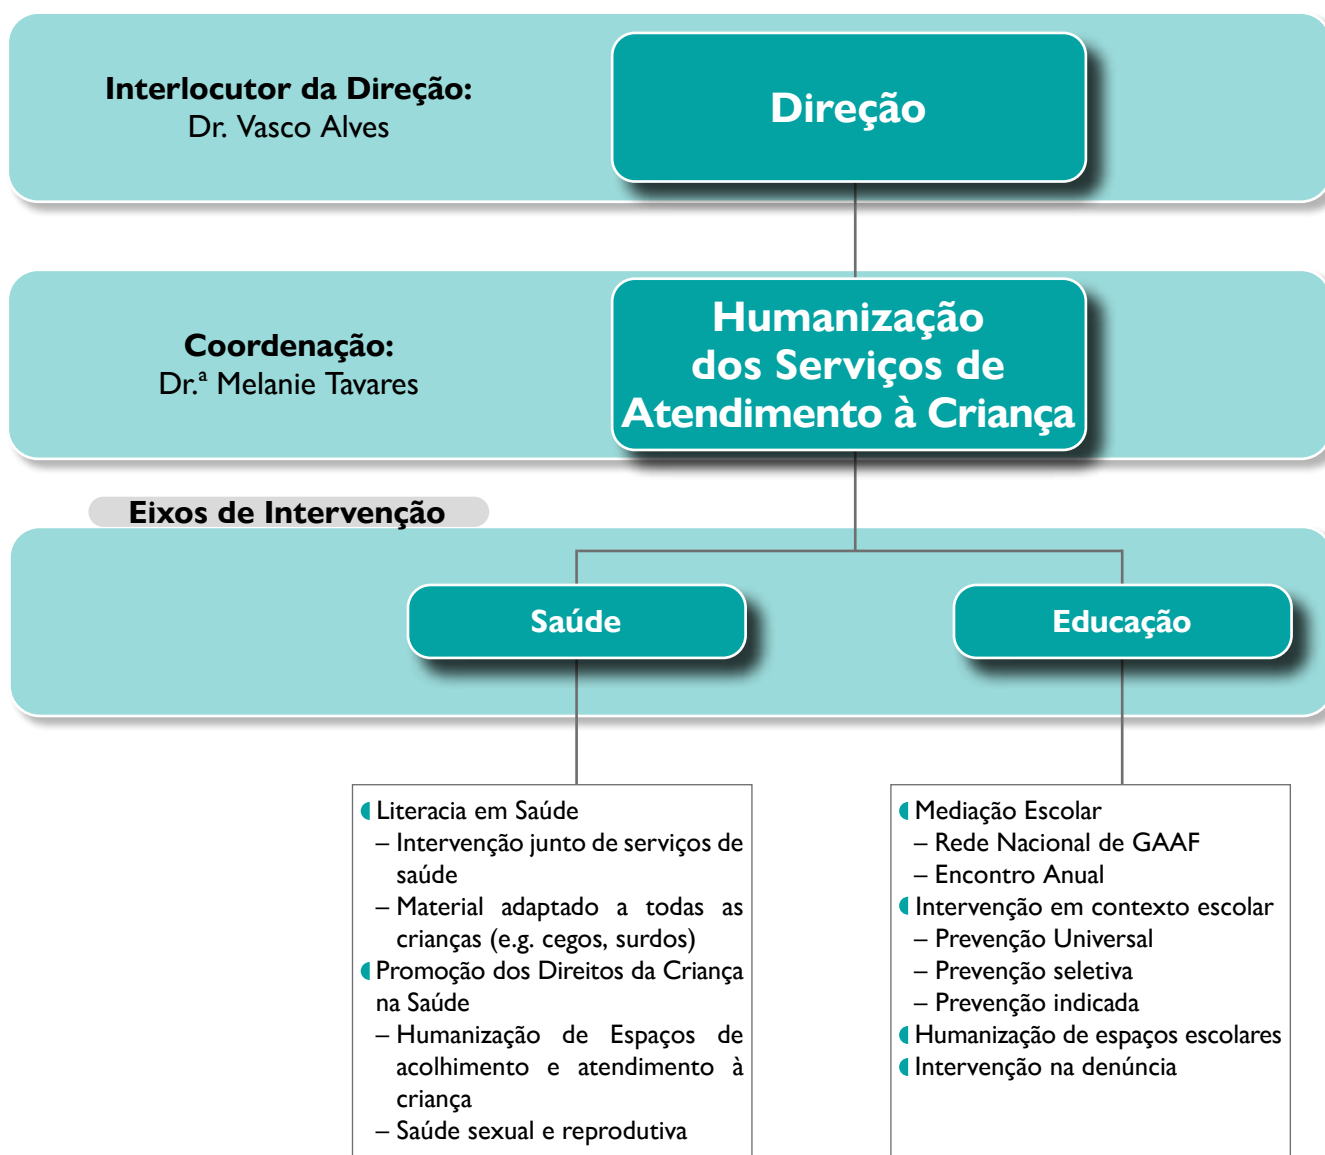 Interlocutor da Direção:
Dr. Vasco Alves
Direção
Coordenação:
Dr.ª Melanie Tavares
Humanização
dos Serviços de
Atendimento à Criança
Eixos de Intervenção
Saúde
Educação
Literacia em Saúde
– Intervenção junto de serviços de
saúde
– Material adaptado a todas as
crianças (e.g. cegos, surdos)
Promoção dos Direitos da Criança
na Saúde
– Humanização de Espaços de
acolhimento e atendimento à
criança
– Saúde sexual e reprodutiva
Mediação Escolar
– Rede Nacional de GAAF
– Encontro Anual
Intervenção em contexto escolar
– Prevenção Universal
– Prevenção seletiva
– Prevenção indicada
Humanização de espaços escolares
Intervenção na denúncia